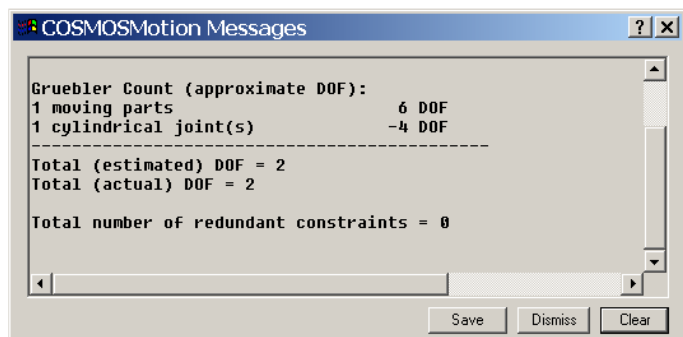 COSMOSMotion Messages
Gruebler Count (approximate DOF):
1 moving parts 6 DOF
1 cylindrical joint(s) -4 DOF
------------------------------------------------
Total (estimated) DOF = 2
Total (actual) DOF = 2
Total number of redundant constraints = 0
Save Dismiss Clear